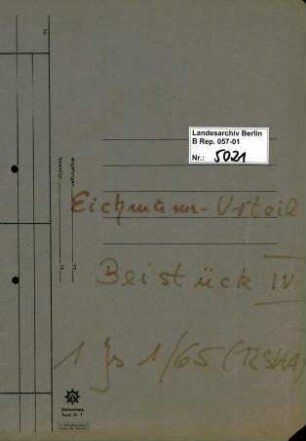 Landesarchiv Berlin
B Rep. 057-01
Nr.: 5021
Eichmann-Urteil
Beistück IV
1 Js 1/65 (RSHA)